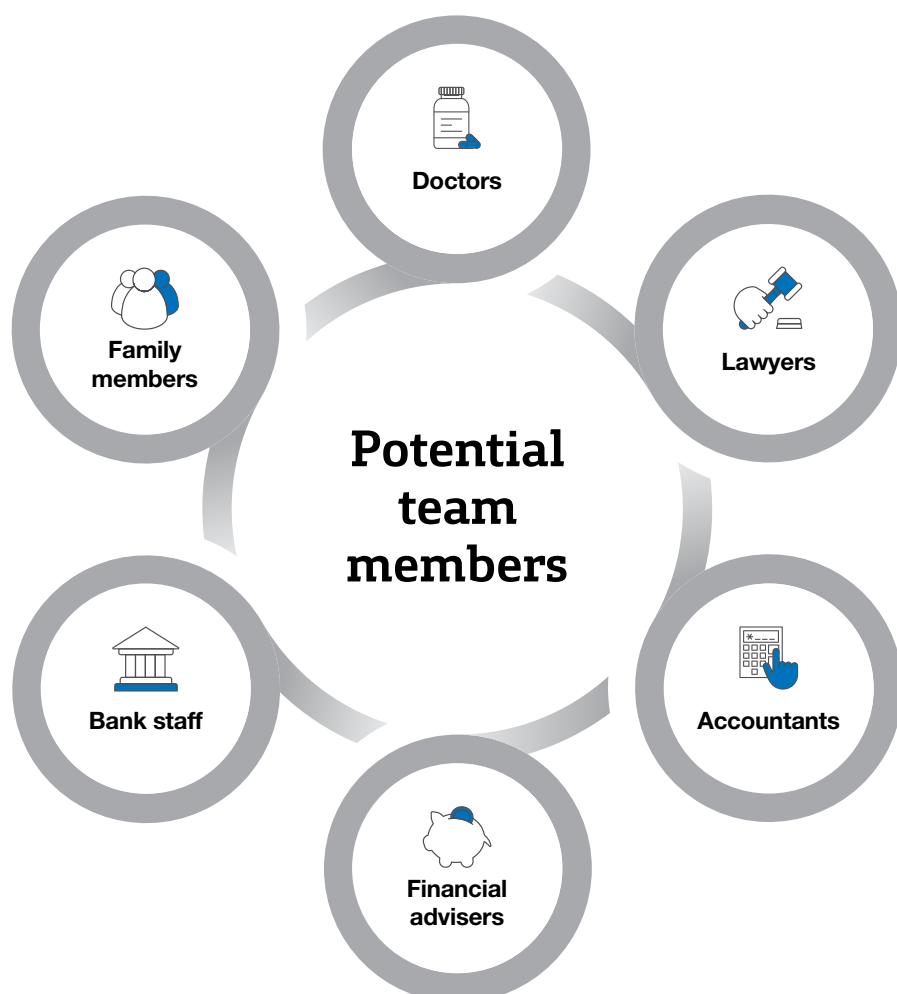 Doctors
Lawyers
Accountants
Financial
advisers
Bank staff
Family
members
Potential
team
members